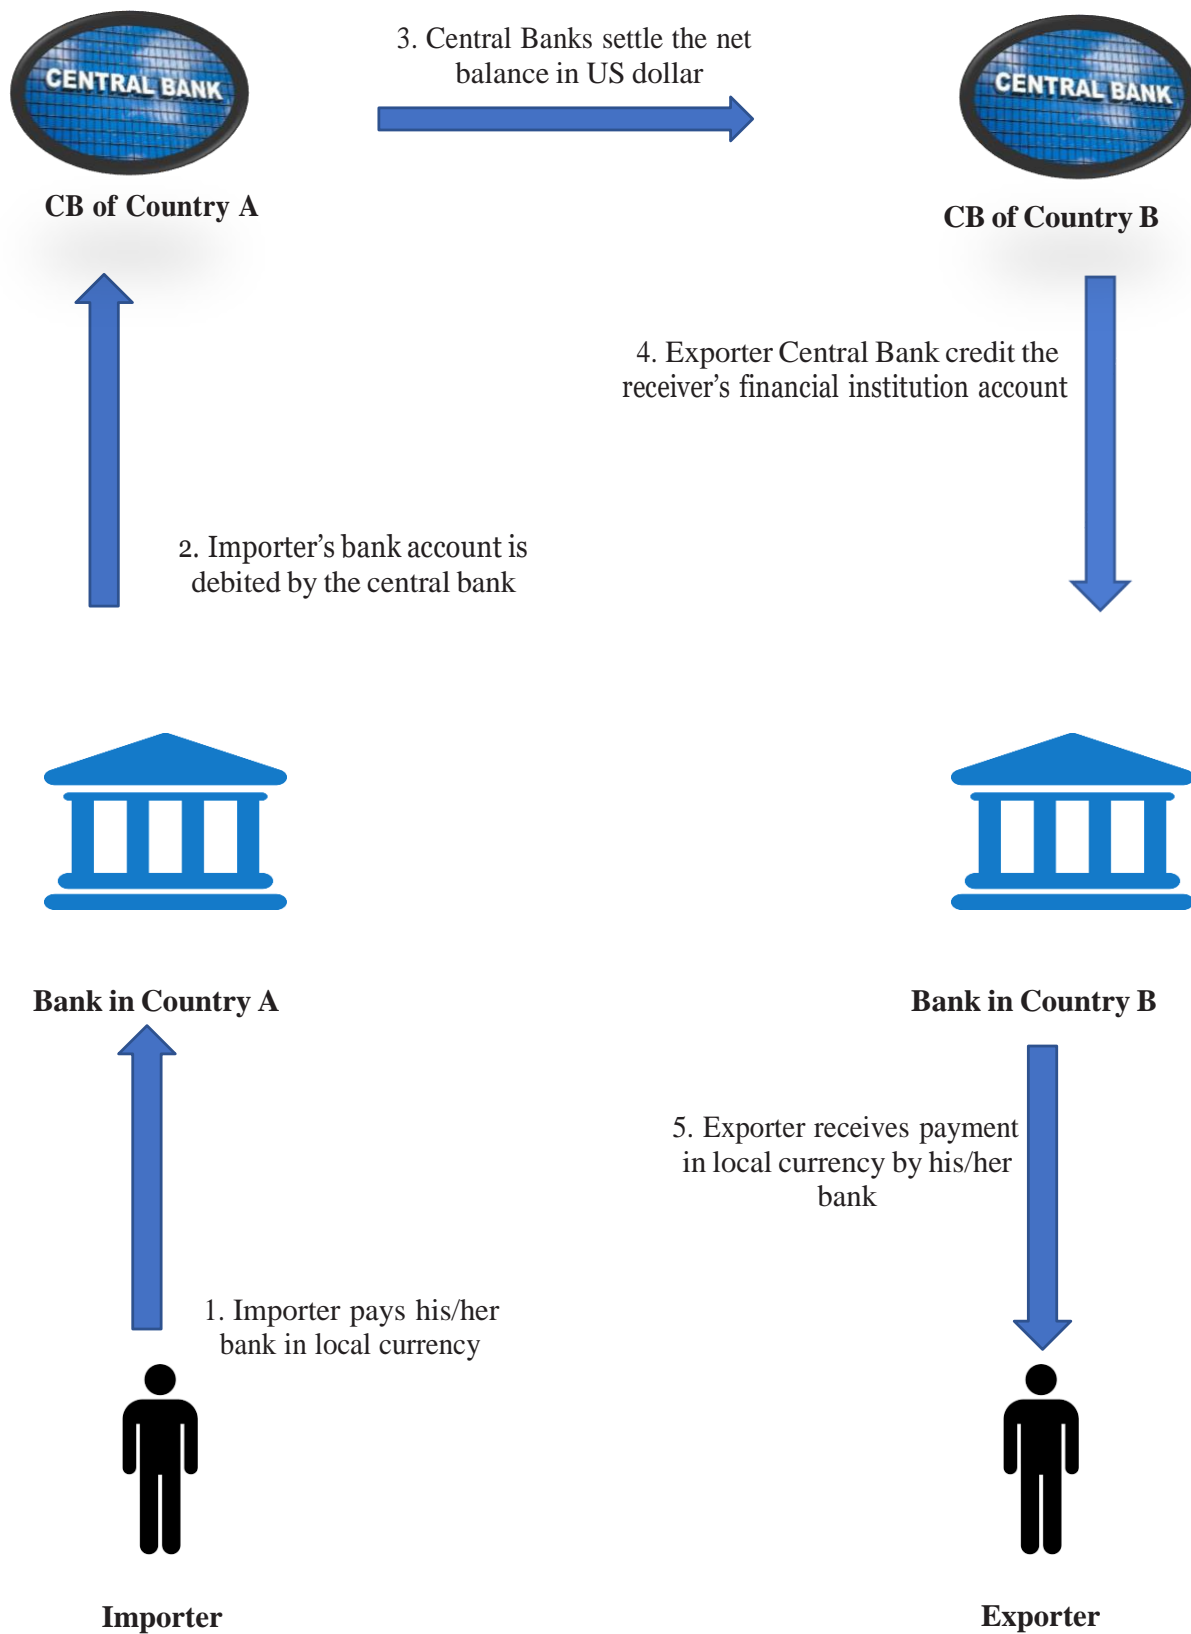 CENTRAL BANK
3. Central Banks settle the net
balance in US dollar
CENTRAL BANK
CB of Country A
CB of Country B
4. Exporter Central Bank credit the
receiver’s financial institution account
2. Importer’s bank account is
debited by the central bank
Bank in Country A
Bank in Country B
5. Exporter receives payment
in local currency by his/her
bank
1. Importer pays his/her
bank in local currency
Importer
Exporter